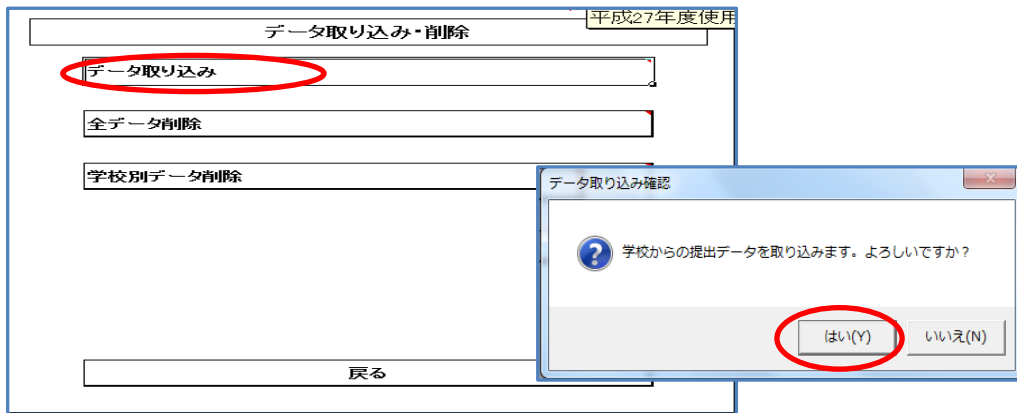 平成27年度使用
データ取り込み・削除
データ取り込み
全データ削除
学校別データ削除
データ取り込み確認
学校からの提出データを取り込みます。よろしいですか？
はい(Y)
いいえ(N)
戻る